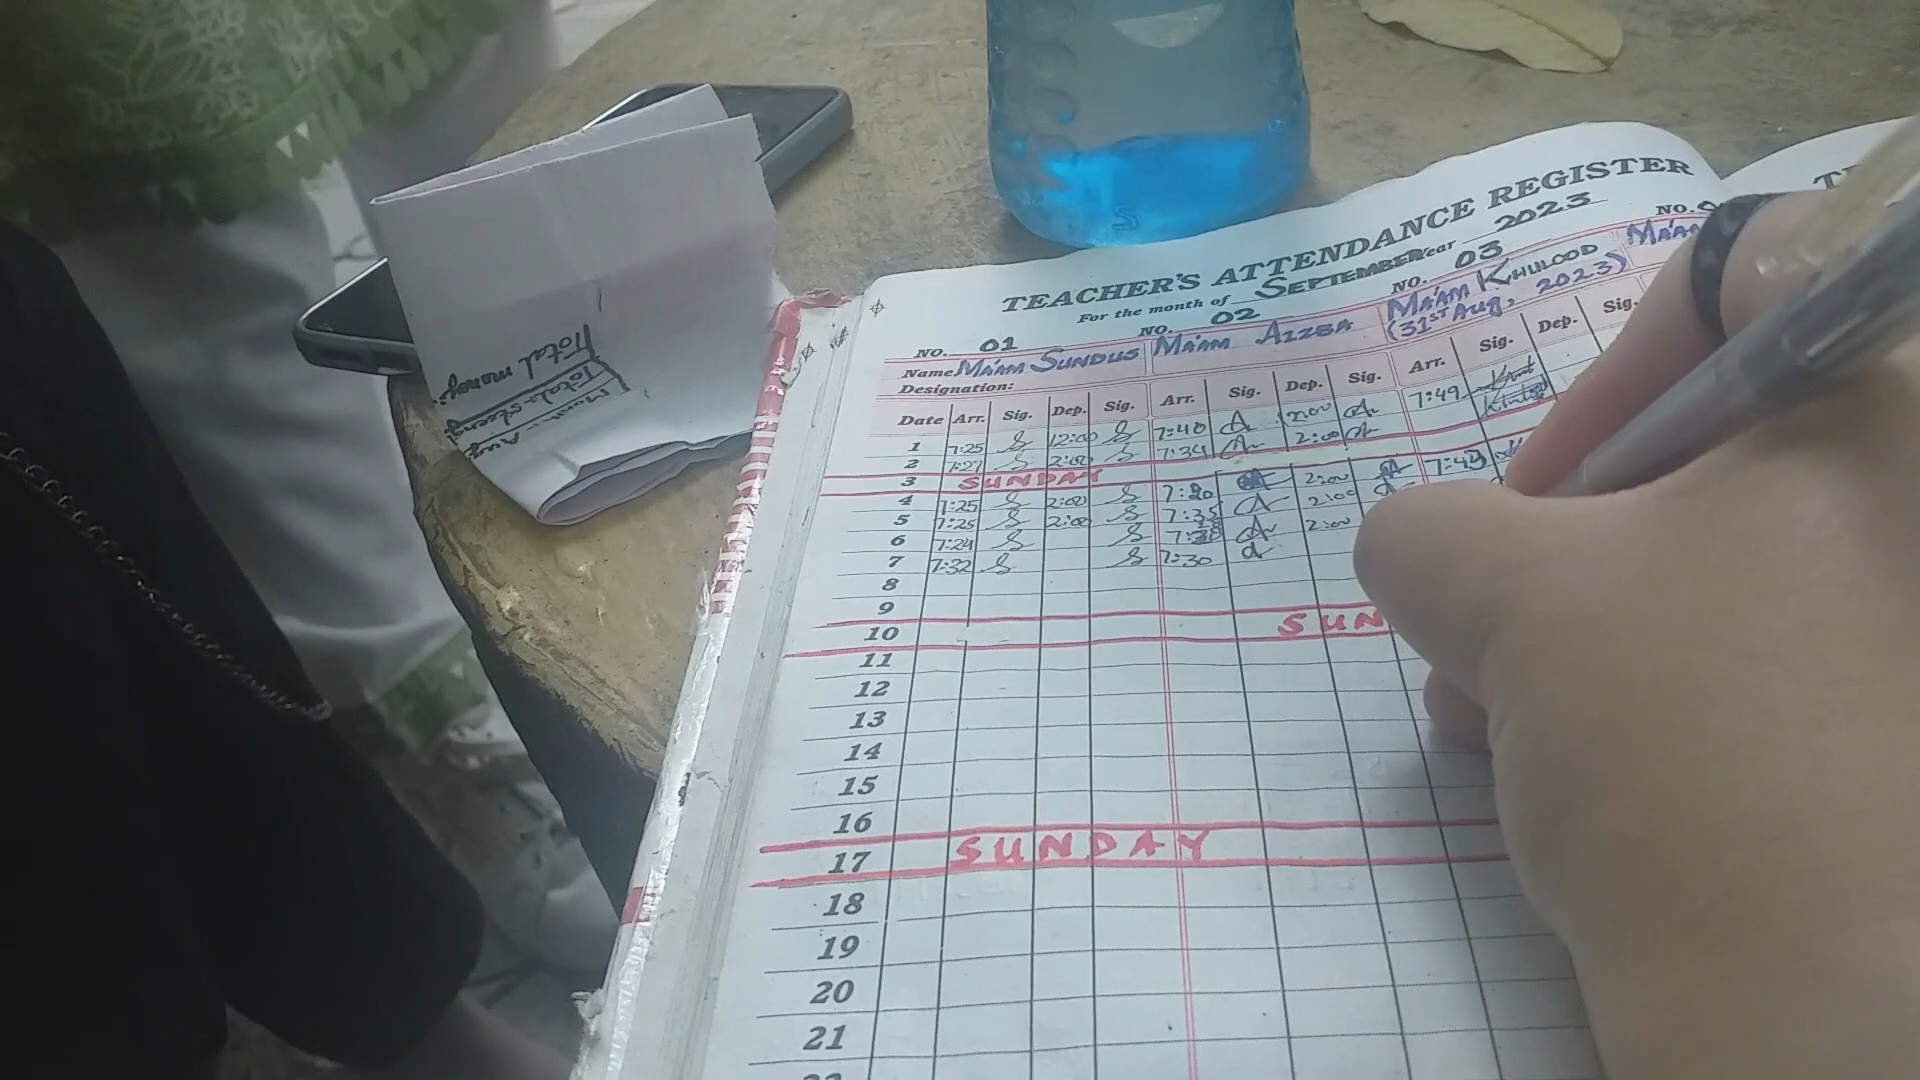 TEACHER'S ATTENDANCE REGISTER
For the month of SEPTEMBER Year 2023
NO. 01 NO. 02 NO. 03 NO.
Name MA'AM SUNDUS MA'AM AIZBA MA'AM KHULOOD MA'AM
(31ST Aug, 2023)
Designation:
Date Arr. Sig. Dep. Sig. Arr. Sig. Dep. Sig. Arr. Sig. Dep. Sig.
1 7:25 12:00 7:40 7:49
2 7:27 2:00 7:34 2:00
3 SUNDAY
4 7:25 2:00 7:20 2:00 7:43
5 7:25 2:00 7:35 2:00
6 7:24 2:00
7 7:32 7:30
8
9
10 SUN
11
12
13
14
15
16
17 SUNDAY
18
19
20
21
Total money